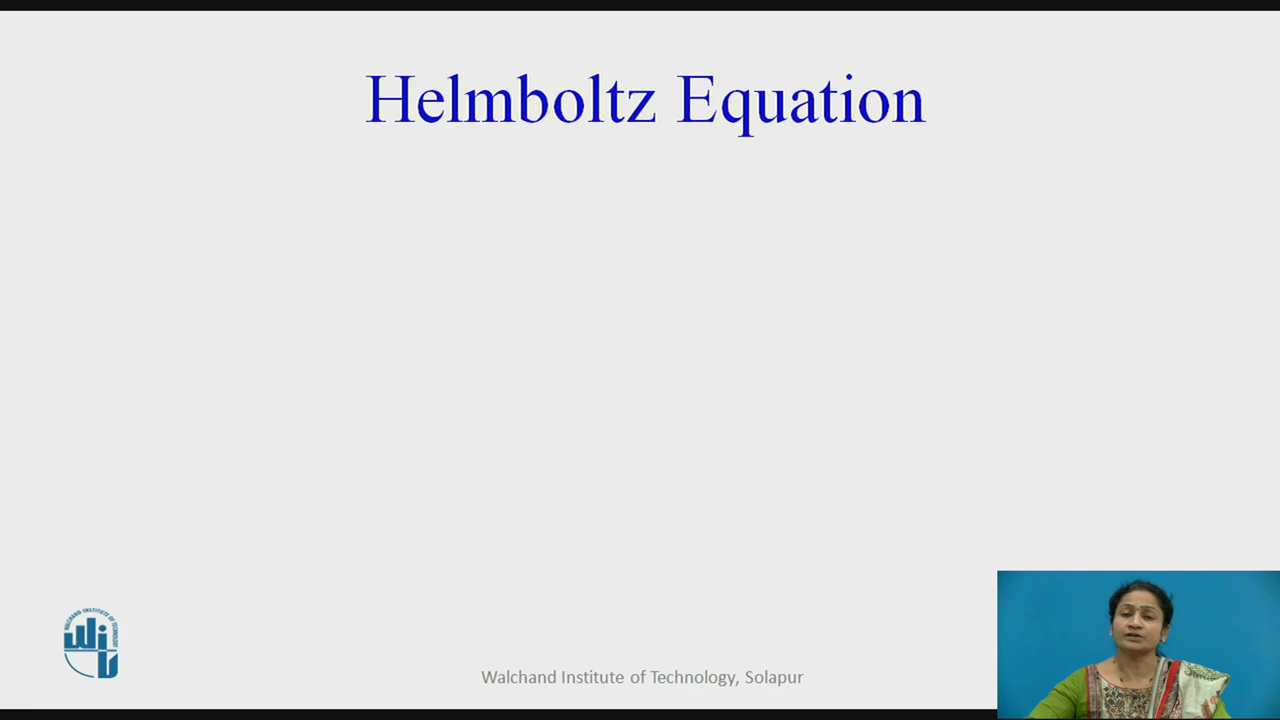 Helmboltz Equation
Walchand Institute of Technology, Solapur